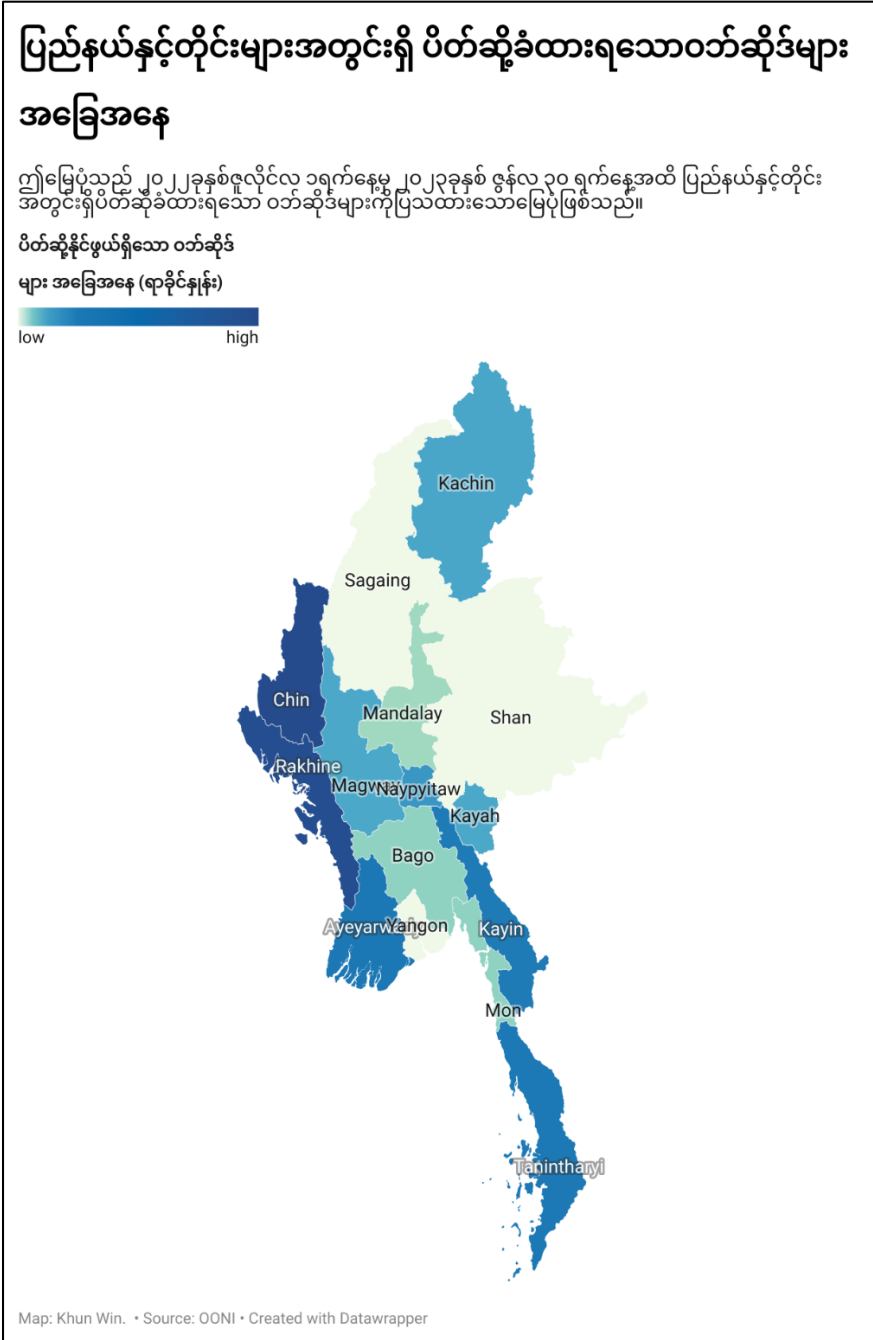 ပြည်နယ်နှင့်တိုင်းများအတွင်းရှိ ပိတ်ဆို့ခံထားရသောဝဘ်ဆိုဒ်များ
အခြေအနေ
ဤမြေပုံသည် ၂၀၂၂ခုနှစ်ဇူလိုင်လ ၁ရက်နေ့မှ ၂၀၂၃ခုနှစ် ဇွန်လ ၃၀ ရက်နေ့အထိ ပြည်နယ်နှင့်တိုင်း
အတွင်းရှိပိတ်ဆို့ခံထားရသော ဝဘ်ဆိုဒ်များကိုပြသထားသောမြေပုံဖြစ်သည်။
ပိတ်ဆို့နိုင်ဖွယ်ရှိသော ဝဘ်ဆိုဒ်
များ အခြေအနေ (ရာခိုင်နှုန်း)
low high
Kachin
Sagaing
Chin
Mandalay
Shan
Rakhine
Naypyitaw
Kayah
Bago
Yangon
Kayin
Mon
Tanintharyi
Map: Khun Win. • Source: OONI • Created with Datawrapper